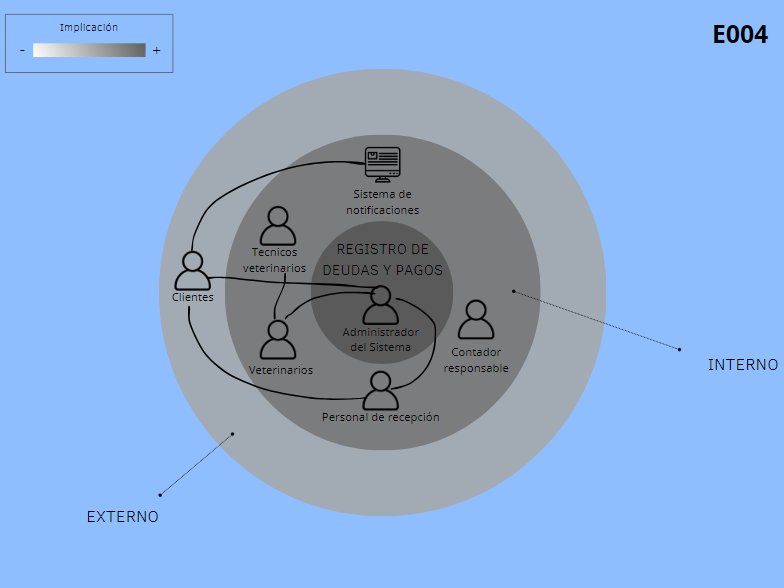 Implicación
- +
E004
Sistema de
notificaciones
Tecnicos
veterinarios
REGISTRO DE
DEUDAS Y PAGOS
Clientes
Administrador
del Sistema
Contador
responsable
Veterinarios
Personal de recepción
INTERNO
EXTERNO